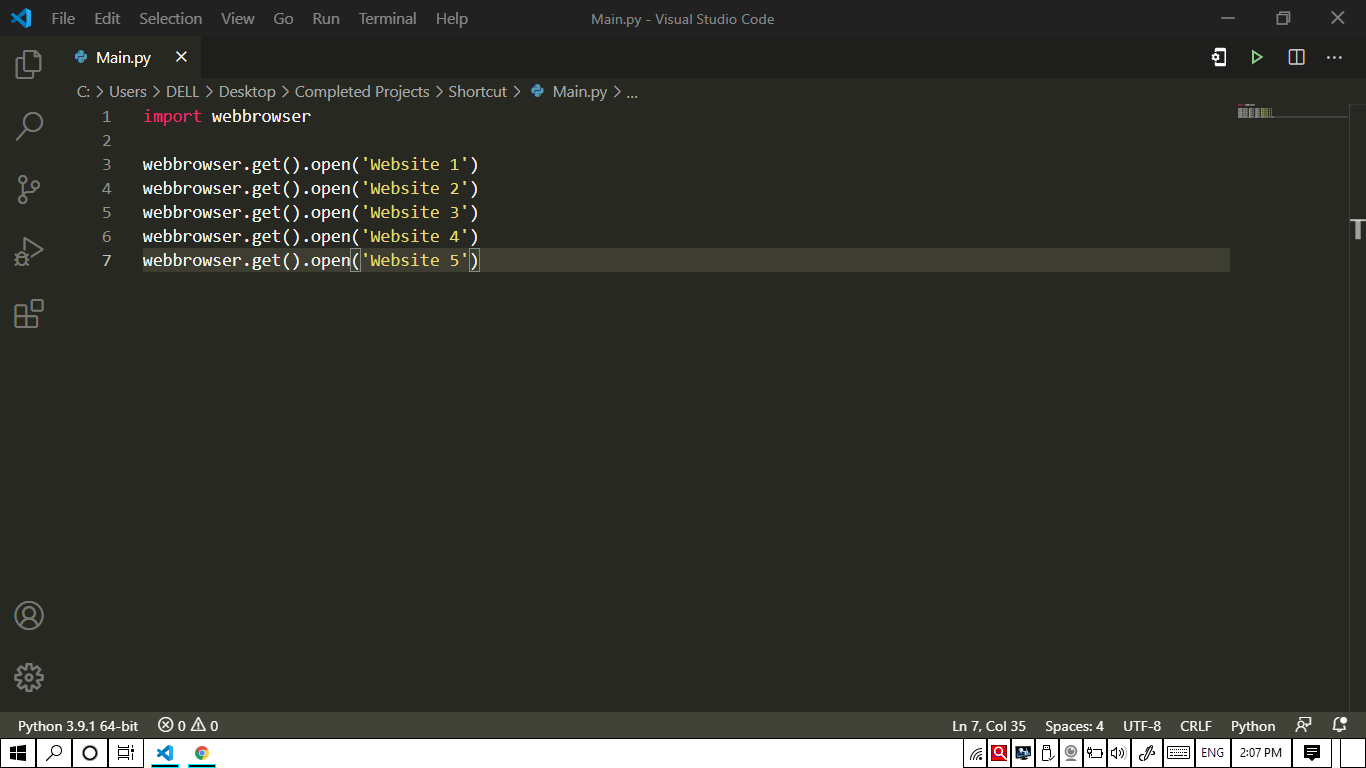 File Edit Selection View Go Run Terminal Help Main.py - Visual Studio Code
Main.py
C: > Users > DELL > Desktop > Completed Projects > Shortcut > Main.py > ...
1 import webbrowser
2
3 webbrowser.get().open('Website 1')
4 webbrowser.get().open('Website 2')
5 webbrowser.get().open('Website 3')
6 webbrowser.get().open('Website 4')
7 webbrowser.get().open('Website 5')
T
Python 3.9.1 64-bit 0 0 Ln 7, Col 35 Spaces: 4 UTF-8 CRLF Python
ENG 2:07 PM